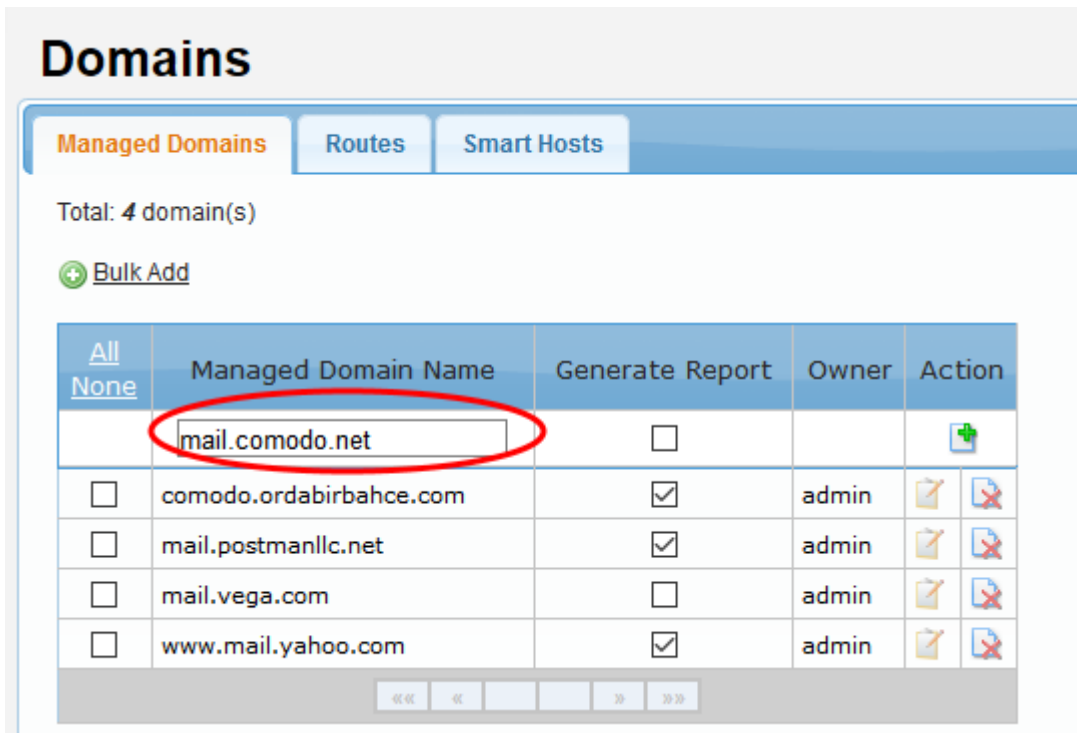 Domains
Managed Domains Routes Smart Hosts
Total: 4 domain(s)
Bulk Add
All
None Managed Domain Name Generate Report Owner Action
mail.comodo.net
comodo.ordabirbahce.com admin
mail.postmanllc.net admin
mail.vega.com admin
www.mail.yahoo.com admin
«« « » »»